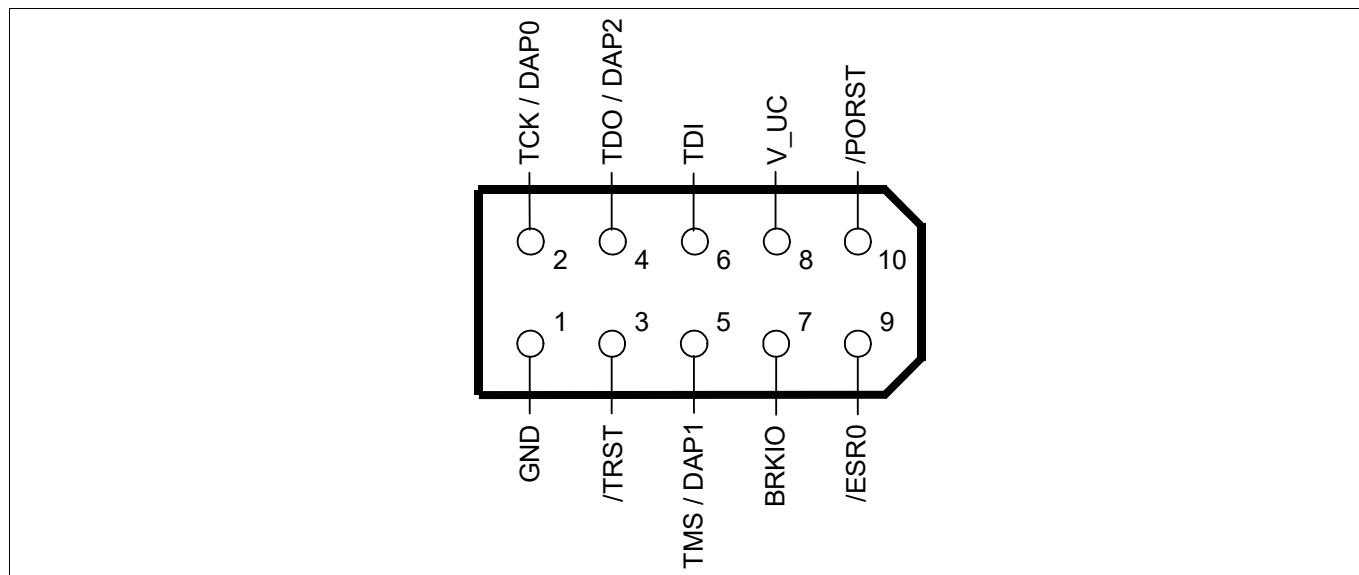 TCK / DAP0
TDO / DAP2
TDI
V_UC
/PORST
2
4
6
8
10
1
3
5
7
9
GND
/TRST
TMS / DAP1
BRKIO
/ESR0